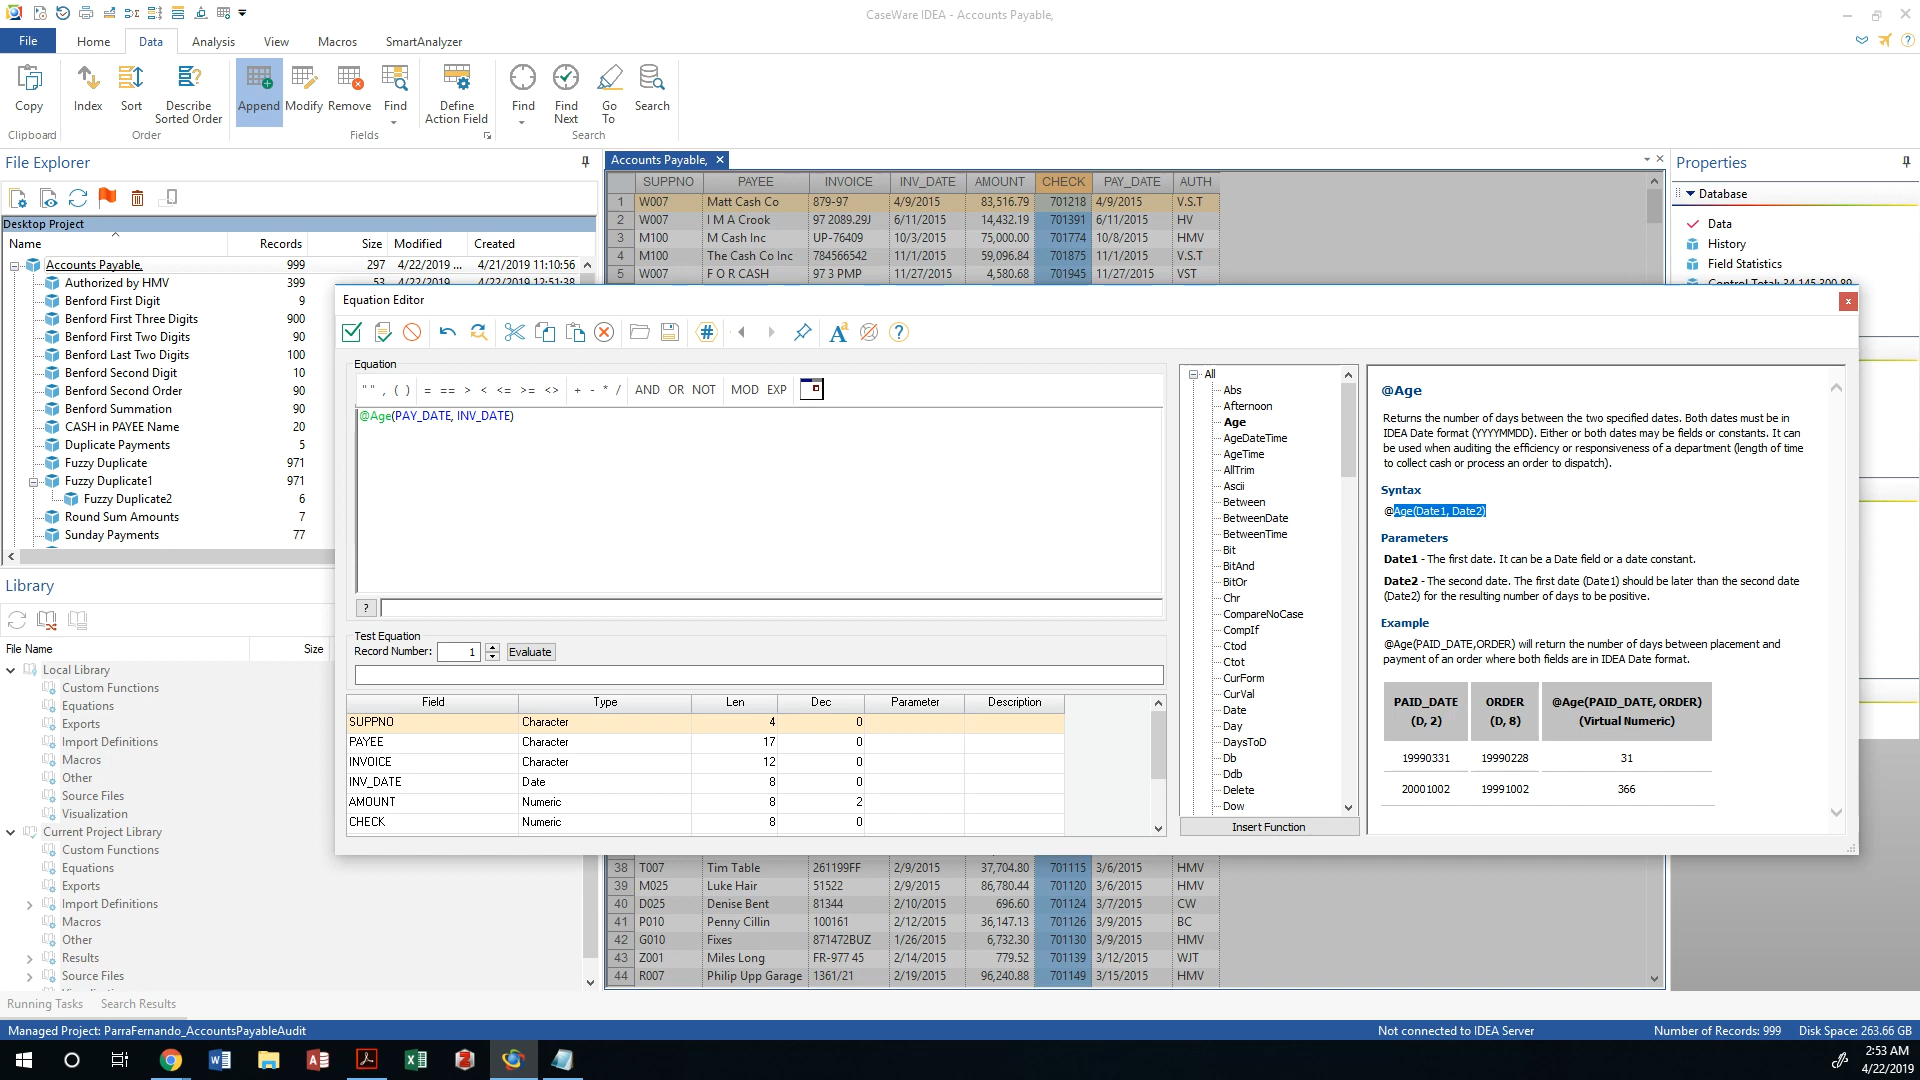 CaseWare IDEA - Accounts Payable,
File Home Data Analysis View Macros SmartAnalyzer
Copy Index Sort Describe Sorted Order Append Modify Remove Find Define Action Field Find Find Next Go To Search
Clipboard Order Fields Search
File Explorer
Desktop Project
Name Records Size Modified Created
Accounts Payable, 999 297 4/22/2019 ... 4/21/2019 11:10:56
Authorized by HMV 399 53 4/22/2019 4/22/2019 12:51:38
Benford First Digit 9
Benford First Three Digits 900
Benford First Two Digits 90
Benford Last Two Digits 100
Benford Second Digit 10
Benford Second Order 90
Benford Summation 90
CASH in PAYEE Name 20
Duplicate Payments 5
Fuzzy Duplicate 971
Fuzzy Duplicate1 971
Fuzzy Duplicate2 6
Round Sum Amounts 7
Sunday Payments 77
Library
File Name Size
Local Library
Custom Functions
Equations
Exports
Import Definitions
Macros
Other
Source Files
Visualization
Current Project Library
Custom Functions
Equations
Exports
Import Definitions
Macros
Other
Results
Source Files
Running Tasks Search Results
Accounts Payable,
SUPPNO PAYEE INVOICE INV_DATE AMOUNT CHECK PAY_DATE AUTH
1 W007 Matt Cash Co 879-97 4/9/2015 83,516.79 701218 4/9/2015 V.S.T
2 W007 I M A Crook 97 2089.29J 6/11/2015 14,432.19 701391 6/11/2015 HV
3 M100 M Cash Inc UP-76409 10/3/2015 75,000.00 701774 10/8/2015 HMV
4 M100 The Cash Co Inc 784566542 11/1/2015 59,096.84 701875 11/1/2015 V.S.T
5 W007 F O R CASH 97 3 PMP 11/27/2015 4,580.68 701945 11/27/2015 VST
Properties
Database
Data
History
Field Statistics
Control Total: 34,145,300.89
Equation Editor
Equation
" " , ( ) = == > < <= >= <> + - * / AND OR NOT MOD EXP
@Age(PAY_DATE, INV_DATE)
?
Test Equation
Record Number: 1 Evaluate
Field Type Len Dec Parameter Description
SUPPNO Character 4 0
PAYEE Character 17 0
INVOICE Character 12 0
INV_DATE Date 8 0
AMOUNT Numeric 8 2
CHECK Numeric 8 0
All
Abs
Afternoon
Age
AgeDateTime
AgeTime
AllTrim
Ascii
Between
BetweenDate
BetweenTime
Bit
BitAnd
BitOr
Chr
CompareNoCase
CompIf
Ctod
Ctot
CurForm
CurVal
Date
Day
DaysToD
Db
Ddb
Delete
Dow
Insert Function
@Age
Returns the number of days between the two specified dates. Both dates must be in
IDEA Date format (YYYYMMDD). Either or both dates may be fields or constants. It can
be used when auditing the efficiency or responsiveness of a department (length of time
to collect cash or process an order to dispatch).
Syntax
@Age(Date1, Date2)
Parameters
Date1 - The first date. It can be a Date field or a date constant.
Date2 - The second date. The first date (Date1) should be later than the second date
(Date2) for the resulting number of days to be positive.
Example
@Age(PAID_DATE,ORDER) will return the number of days between placement and
payment of an order where both fields are in IDEA Date format.
PAID_DATE ORDER @Age(PAID_DATE, ORDER)
(D, 2) (D, 8) (Virtual Numeric)
19990331 19990228 31
20001002 19991002 366
38 T007 Tim Table 261199FF 2/9/2015 37,704.80 701115 3/6/2015 HMV
39 M025 Luke Hair 51522 2/9/2015 86,780.44 701120 3/6/2015 HMV
40 D025 Denise Bent 81344 2/10/2015 696.60 701124 3/7/2015 CW
41 P010 Penny Cillin 100161 2/12/2015 36,147.13 701126 3/9/2015 BC
42 G010 Fixes 871472BUZ 1/26/2015 6,732.30 701130 3/9/2015 HMV
43 Z001 Miles Long FR-977 45 2/14/2015 779.52 701139 3/12/2015 WJT
44 R007 Philip Upp Garage 1361/21 2/19/2015 96,240.88 701149 3/15/2015 HMV
Managed Project: ParraFernando_AccountsPayableAudit Not connected to IDEA Server Number of Records: 999 Disk Space: 263.66 GB
2:53 AM
4/22/2019